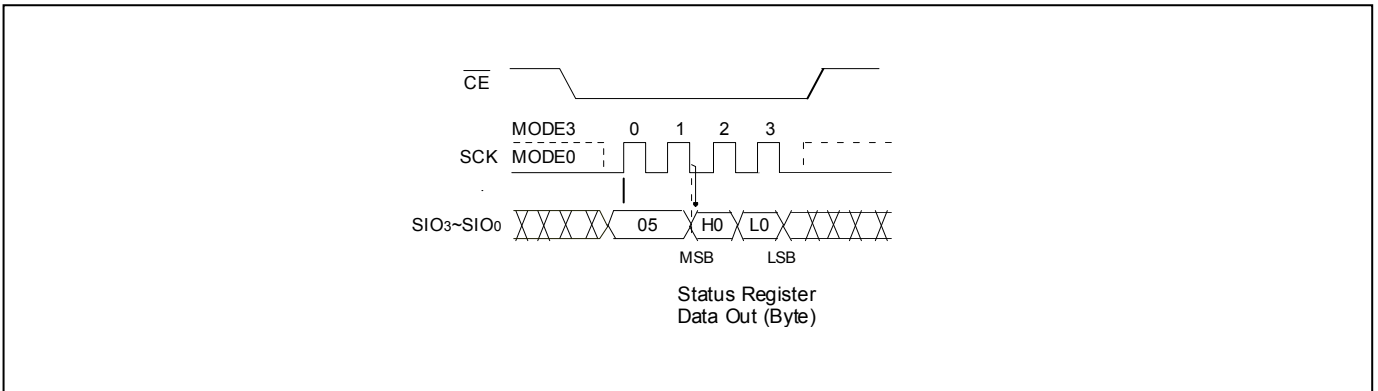 CE
MODE3 0 1 2 3
SCK MODE0
SIO3~SIO0 05 H0 L0
MSB LSB
Status Register
Data Out (Byte)